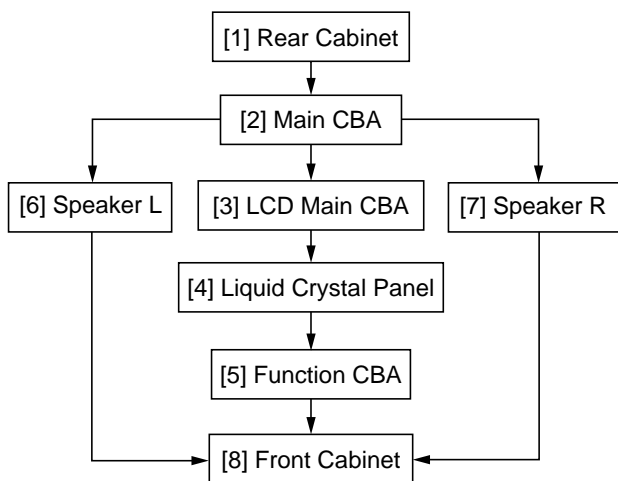 [1] Rear Cabinet
[2] Main CBA
[6] Speaker L
[3] LCD Main CBA
[7] Speaker R
[4] Liquid Crystal Panel
[5] Function CBA
[8] Front Cabinet